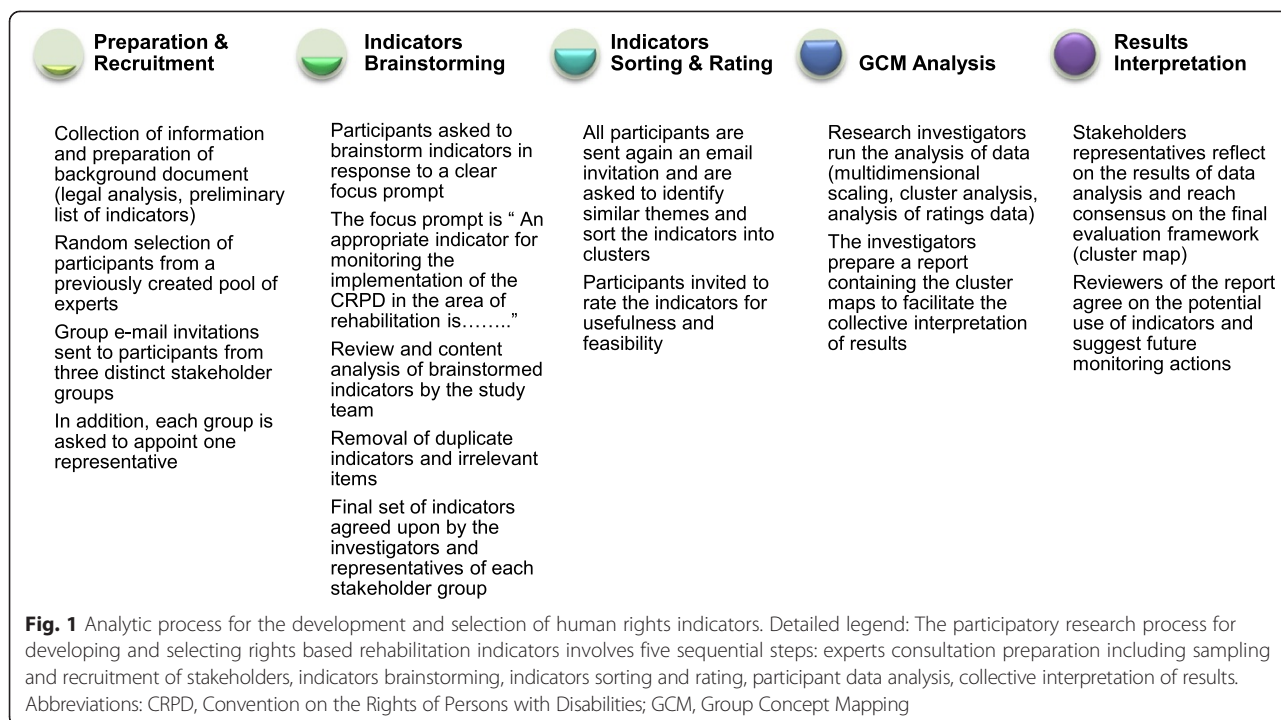 Preparation &
Recruitment
Collection of information
and preparation of
background document
(legal analysis, preliminary
list of indicators)
Random selection of
participants from a
previously created pool of
experts
Group e-mail invitations
sent to participants from
three distinct stakeholder
groups
In addition, each group is
asked to appoint one
representative
Indicators
Brainstorming
Participants asked to
brainstorm indicators in
response to a clear
focus prompt
The focus prompt is “ An
appropriate indicator for
monitoring the
implementation of the
CRPD in the area of
rehabilitation is……..”
Review and content
analysis of brainstormed
indicators by the study
team
Removal of duplicate
indicators and irrelevant
items
Final set of indicators
agreed upon by the
investigators and
representatives of each
stakeholder group
Indicators
Sorting & Rating
All participants are
sent again an email
invitation and are
asked to identify
similar themes and
sort the indicators into
clusters
Participants invited to
rate the indicators for
usefulness and
feasibility
GCM Analysis
Research investigators
run the analysis of data
(multidimensional
scaling, cluster analysis,
analysis of ratings data)
The investigators
prepare a report
containing the cluster
maps to facilitate the
collective interpretation
of results
Results
Interpretation
Stakeholders
representatives reflect
on the results of data
analysis and reach
consensus on the final
evaluation framework
(cluster map)
Reviewers of the report
agree on the potential
use of indicators and
suggest future
monitoring actions
Fig. 1 Analytic process for the development and selection of human rights indicators. Detailed legend: The participatory research process for
developing and selecting rights based rehabilitation indicators involves five sequential steps: experts consultation preparation including sampling
and recruitment of stakeholders, indicators brainstorming, indicators sorting and rating, participant data analysis, collective interpretation of results.
Abbreviations: CRPD, Convention on the Rights of Persons with Disabilities; GCM, Group Concept Mapping